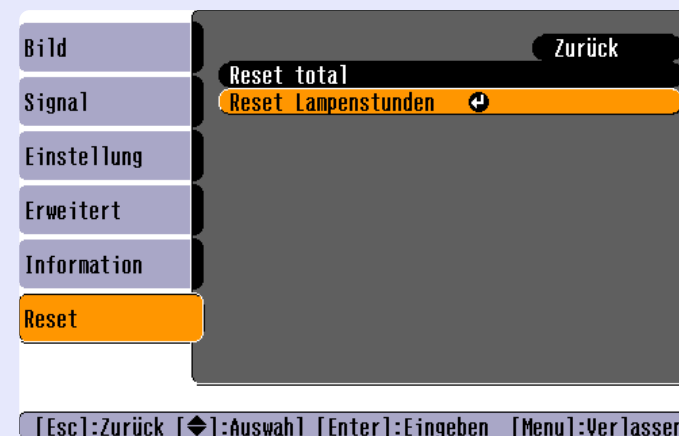 Bild
Signal
Einstellung
Erweitert
Information
Reset
Zurück
Reset total
Reset Lampenstunden
[Esc]:Zurück [◆]:Auswahl [Enter]:Eingeben [Menu]:Verlassen